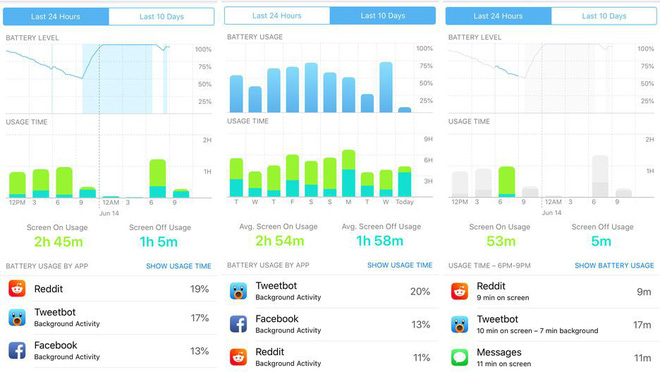 Last 24 Hours
Last 10 Days
BATTERY LEVEL
100%
75%
50%
25%
USAGE TIME
2H
1H
12PM 3 6 9 12AM 3 6 9
Jun 14
Screen On Usage
Screen Off Usage
2h 45m
1h 5m
BATTERY USAGE BY APP
SHOW USAGE TIME
Reddit
19%
Tweetbot
Background Activity
17%
Facebook
Background Activity
13%
Last 24 Hours
Last 10 Days
BATTERY USAGE
100%
75%
50%
25%
USAGE TIME
9H
6H
3H
T W T F S S M T W Today
Avg. Screen On Usage
Avg. Screen Off Usage
2h 54m
1h 58m
BATTERY USAGE BY APP
SHOW USAGE TIME
Tweetbot
Background Activity
20%
Facebook
Background Activity
13%
Reddit
Background Activity
11%
Last 24 Hours
Last 10 Days
BATTERY LEVEL
100%
75%
50%
25%
USAGE TIME
2H
1H
12PM 3 6 9 12AM 3 6 9
Jun 14
Screen On Usage
Screen Off Usage
53m
5m
USAGE TIME – 6PM-9PM
SHOW BATTERY USAGE
Reddit
9 min on screen
9m
Tweetbot
10 min on screen – 7 min background
17m
Messages
11 min on screen
11m